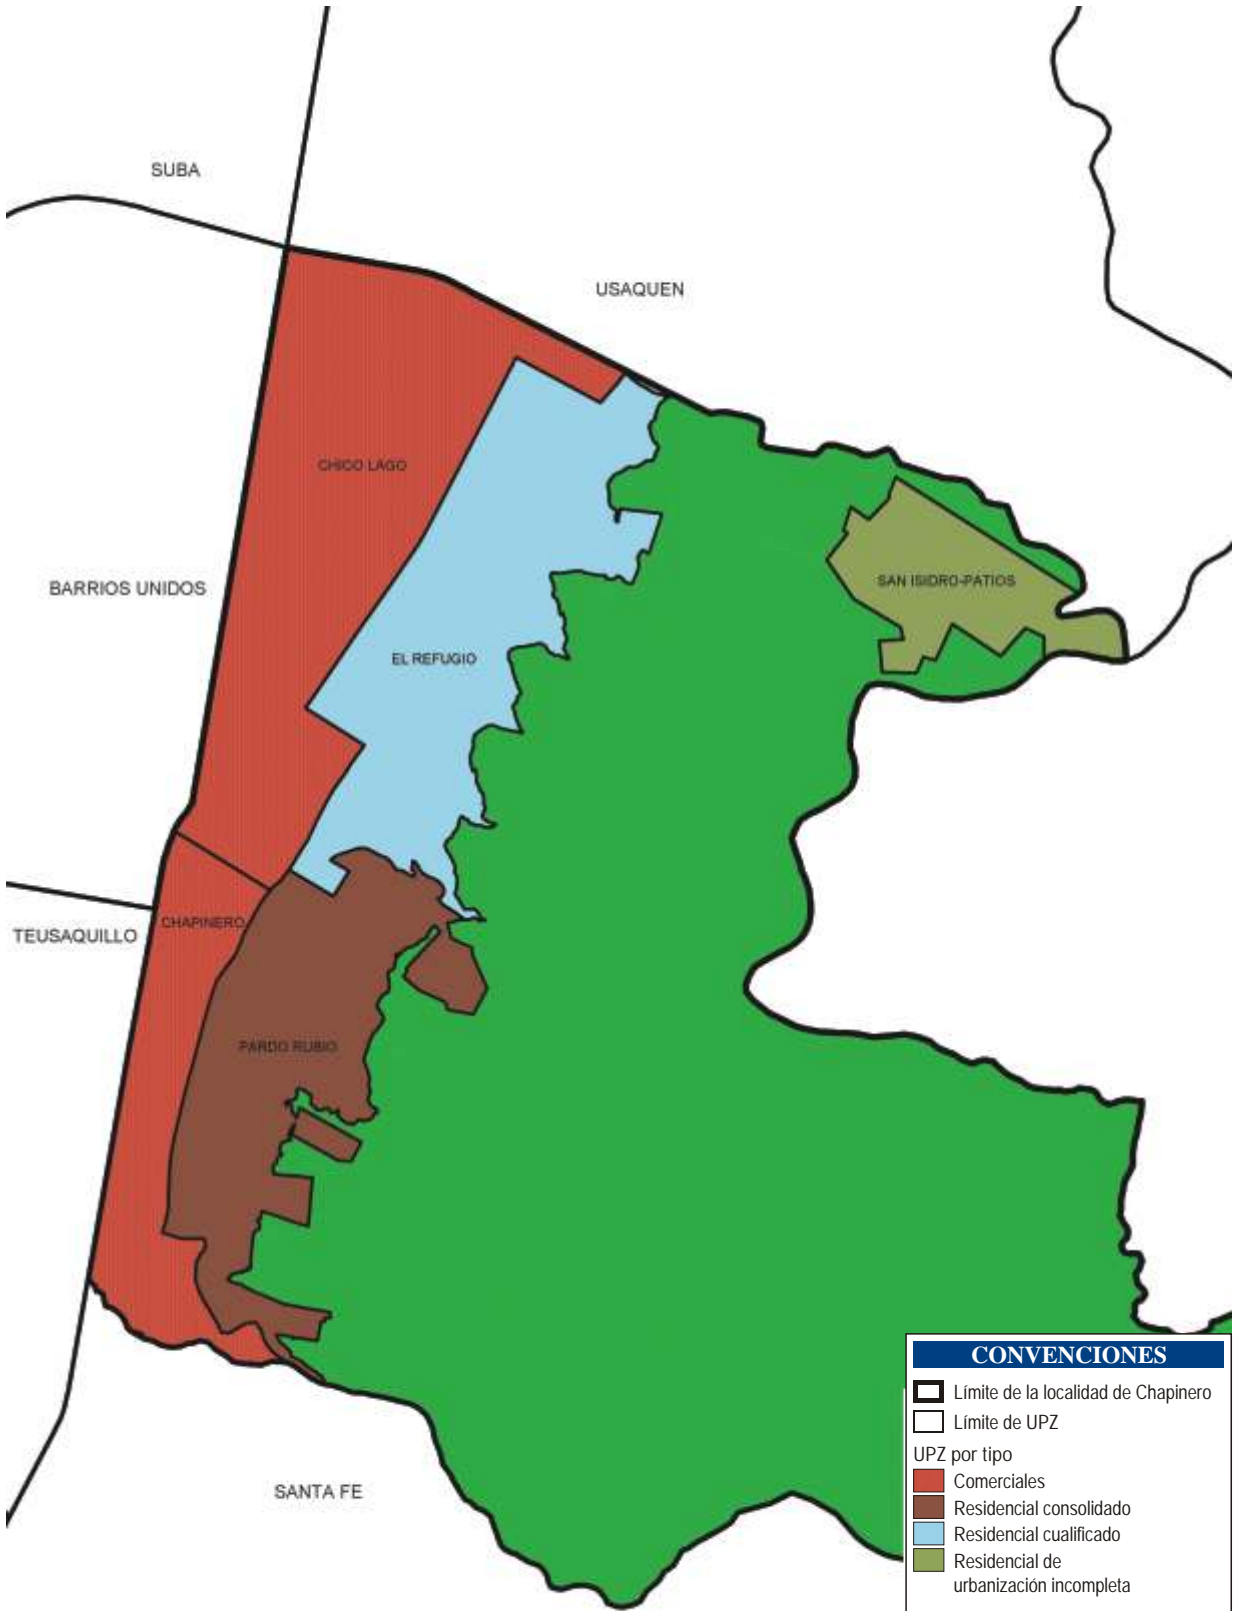 SUBA
USAQUEN
CHICO LAGO
BARRIOS UNIDOS
SAN ISIDRO-PATIOS
EL REFUGIO
CHAPINERO
TEUSAQUILLO
PARDO RUBIO
SANTA FE
CONVENCIONES
Límite de la localidad de Chapinero
Límite de UPZ
UPZ por tipo
Comerciales
Residencial consolidado
Residencial cualificado
Residencial de
urbanización incompleta